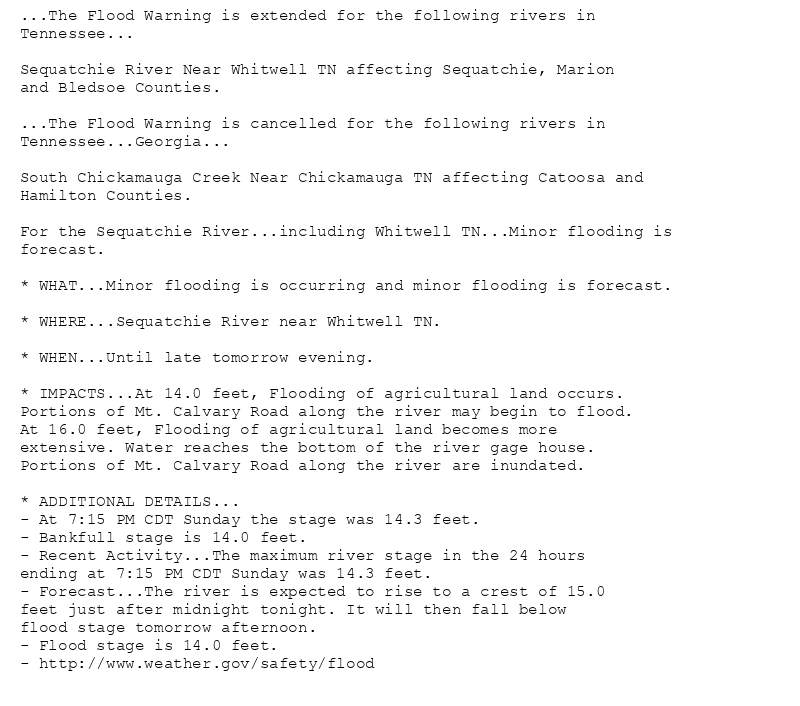 ...The Flood Warning is extended for the following rivers in
Tennessee...
Sequatchie River Near Whitwell TN affecting Sequatchie, Marion
and Bledsoe Counties.
...The Flood Warning is cancelled for the following rivers in
Tennessee...Georgia...
South Chickamauga Creek Near Chickamauga TN affecting Catoosa and
Hamilton Counties.
For the Sequatchie River...including Whitwell TN...Minor flooding is
forecast.
* WHAT...Minor flooding is occurring and minor flooding is forecast.
* WHERE...Sequatchie River near Whitwell TN.
* WHEN...Until late tomorrow evening.
* IMPACTS...At 14.0 feet, Flooding of agricultural land occurs.
Portions of Mt. Calvary Road along the river may begin to flood.
At 16.0 feet, Flooding of agricultural land becomes more
extensive. Water reaches the bottom of the river gage house.
Portions of Mt. Calvary Road along the river are inundated.
* ADDITIONAL DETAILS...
- At 7:15 PM CDT Sunday the stage was 14.3 feet.
- Bankfull stage is 14.0 feet.
- Recent Activity...The maximum river stage in the 24 hours
ending at 7:15 PM CDT Sunday was 14.3 feet.
- Forecast...The river is expected to rise to a crest of 15.0
feet just after midnight tonight. It will then fall below
flood stage tomorrow afternoon.
- Flood stage is 14.0 feet.
- http://www.weather.gov/safety/flood